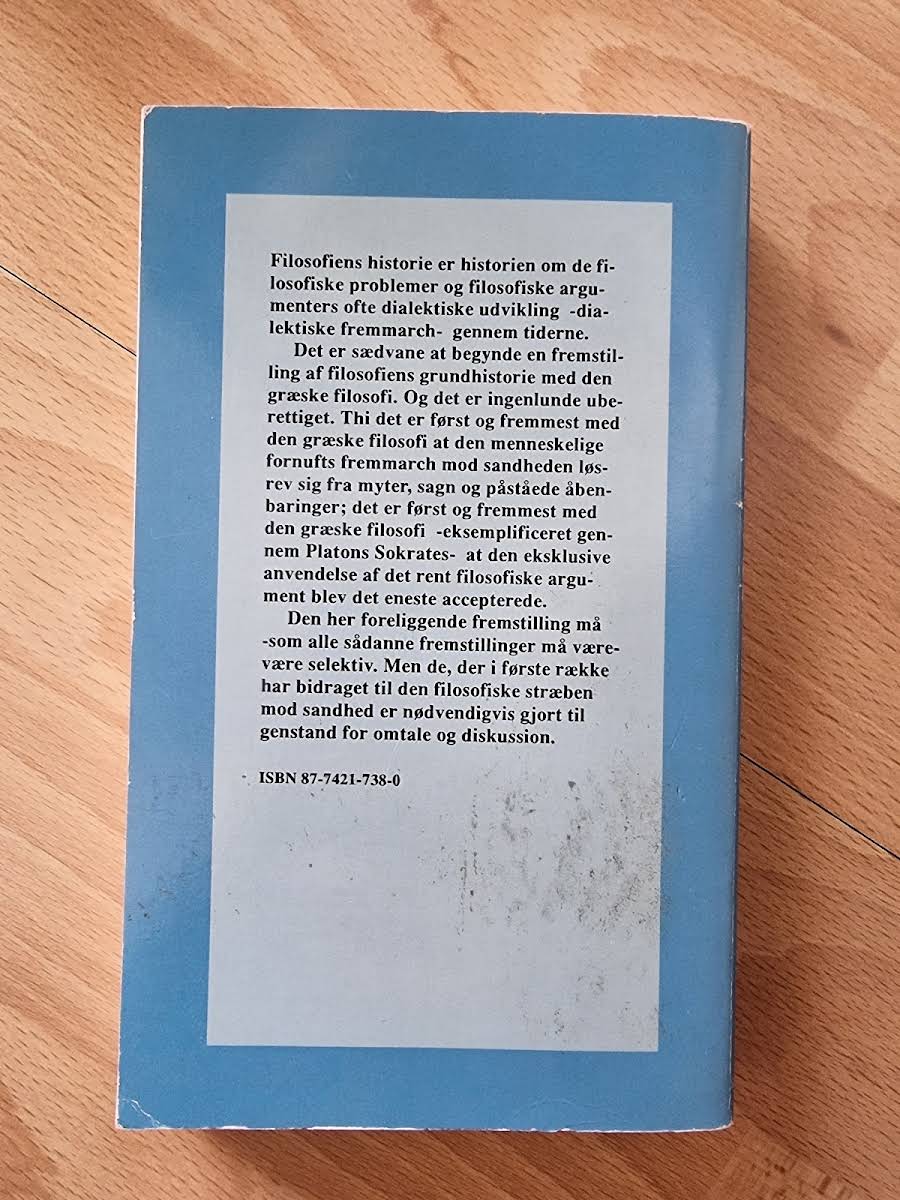 Filosofiens historie er historien om de fi-
losofiske problemer og filosofiske argu-
menters ofte dialektiske udvikling -dia-
lektiske fremmarch- gennem tiderne.
Det er sædvane at begynde en fremstil-
ling af filosofiens grundhistorie med den
græske filosofi. Og det er ingenlunde ube-
rettiget. Thi det er først og fremmest med
den græske filosofi at den menneskelige
fornufts fremmarch mod sandheden løs-
rev sig fra myter, sagn og påståede åben-
baringer; det er først og fremmest med
den græske filosofi -eksemplificeret gen-
nem Platons Sokrates- at den eksklusive
anvendelse af det rent filosofiske argu-
ment blev det eneste accepterede.
Den her foreliggende fremstilling må
-som alle sådanne fremstillinger må være-
være selektiv. Men de, der i første række
har bidraget til den filosofiske stræben
mod sandhed er nødvendigvis gjort til
genstand for omtale og diskussion.
ISBN 87-7421-738-0